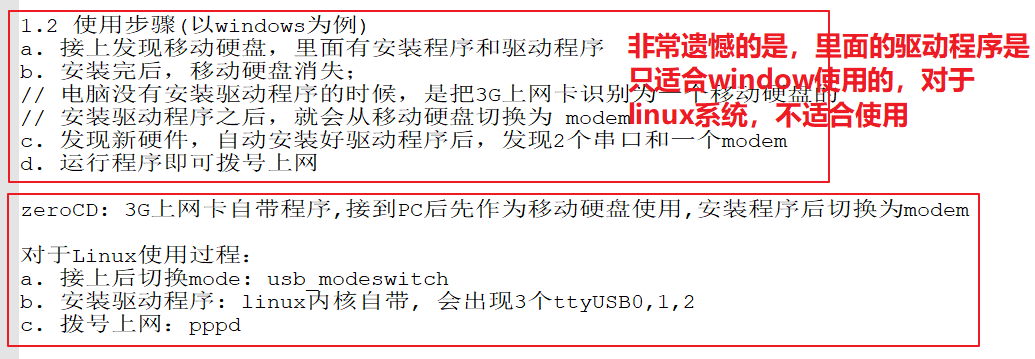 1.2 使用步骤(以windows为例)
a. 接上发现移动硬盘，里面有安装程序和驱动程序
b. 安装完后，移动硬盘消失;
// 电脑没有安装驱动程序的时候，是把3G上网卡识别为一个移动硬盘的
// 安装驱动程序之后，就会从移动硬盘切换为 modem
c. 发现新硬件，自动安装好驱动程序后，发现2个串口和一个modem
d. 运行程序即可拨号上网
非常遗憾的是，里面的驱动程序是
只适合window使用的，对于
linux系统，不适合使用
zeroCD: 3G上网卡自带程序,接到PC后先作为移动硬盘使用,安装程序后切换为modem
对于Linux使用过程:
a. 接上后切换mode: usb_modeswitch
b. 安装驱动程序: linux内核自带, 会出现3个ttyUSB0,1,2
c. 拨号上网: pppd